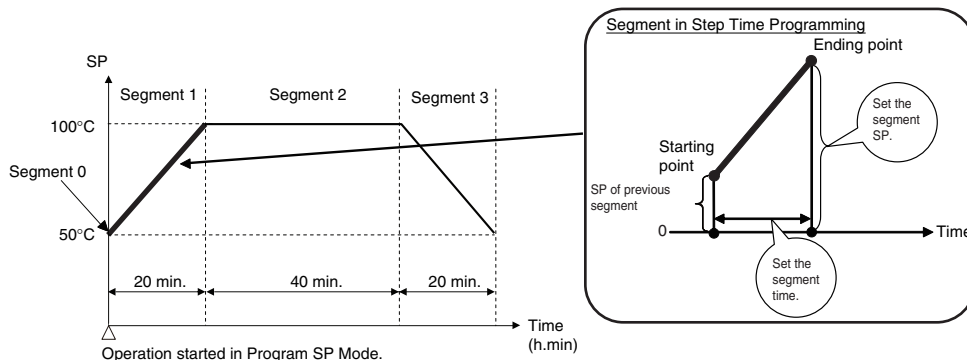 SP
Segment 1
Segment 2
Segment 3
100°C
Segment 0
50°C
20 min.
40 min.
20 min.
Time
(h.min)
Operation started in Program SP Mode.
Segment in Step Time Programming
Ending point
Set the
segment
SP.
Starting
point
SP of previous
segment
0
Time
Set the
segment
time.